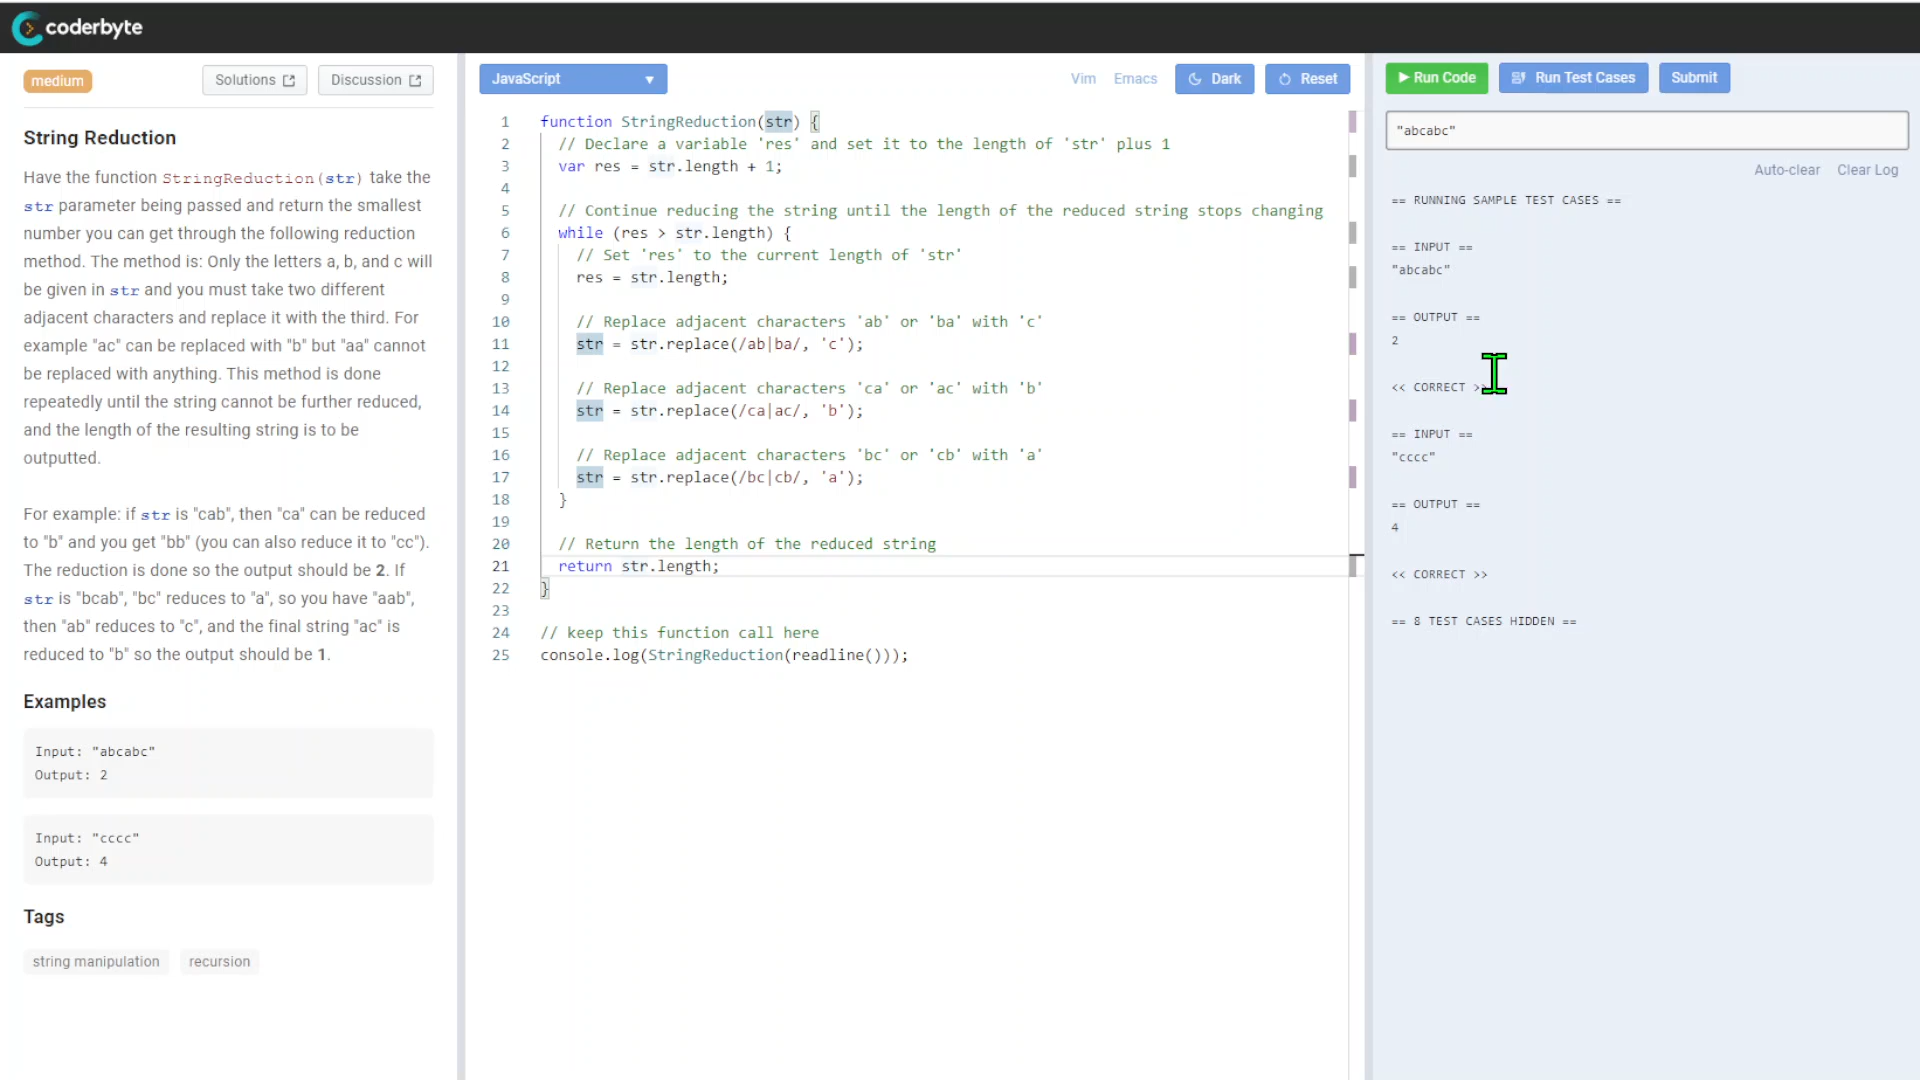 coderbyte
medium
Solutions
Discussion
String Reduction
Have the function StringReduction(str) take the
str parameter being passed and return the smallest
number you can get through the following reduction
method. The method is: Only the letters a, b, and c will
be given in str and you must take two different
adjacent characters and replace it with the third. For
example "ac" can be replaced with "b" but "aa" cannot
be replaced with anything. This method is done
repeatedly until the string cannot be further reduced,
and the length of the resulting string is to be
outputted.
For example: if str is "cab", then "ca" can be reduced
to "b" and you get "bb" (you can also reduce it to "cc").
The reduction is done so the output should be 2. If
str is "bcab", "bc" reduces to "a", so you have "aab",
then "ab" reduces to "c", and the final string "ac" is
reduced to "b" so the output should be 1.
Examples
Input: "abcabc"
Output: 2
Input: "cccc"
Output: 4
Tags
string manipulation
recursion
JavaScript
Vim
Emacs
Dark
Reset
1 function StringReduction(str) {
2 // Declare a variable 'res' and set it to the length of 'str' plus 1
3 var res = str.length + 1;
4
5 // Continue reducing the string until the length of the reduced string stops changing
6 while (res > str.length) {
7 // Set 'res' to the current length of 'str'
8 res = str.length;
9
10 // Replace adjacent characters 'ab' or 'ba' with 'c'
11 str = str.replace(/ab|ba/, 'c');
12
13 // Replace adjacent characters 'ca' or 'ac' with 'b'
14 str = str.replace(/ca|ac/, 'b');
15
16 // Replace adjacent characters 'bc' or 'cb' with 'a'
17 str = str.replace(/bc|cb/, 'a');
18 }
19
20 // Return the length of the reduced string
21 return str.length;
22 }
23
24 // keep this function call here
25 console.log(StringReduction(readline()));
Run Code
Run Test Cases
Submit
"abcabc"
Auto-clear
Clear Log
== RUNNING SAMPLE TEST CASES ==
== INPUT ==
"abcabc"
== OUTPUT ==
2
<< CORRECT >>
== INPUT ==
"cccc"
== OUTPUT ==
4
<< CORRECT >>
== 8 TEST CASES HIDDEN ==